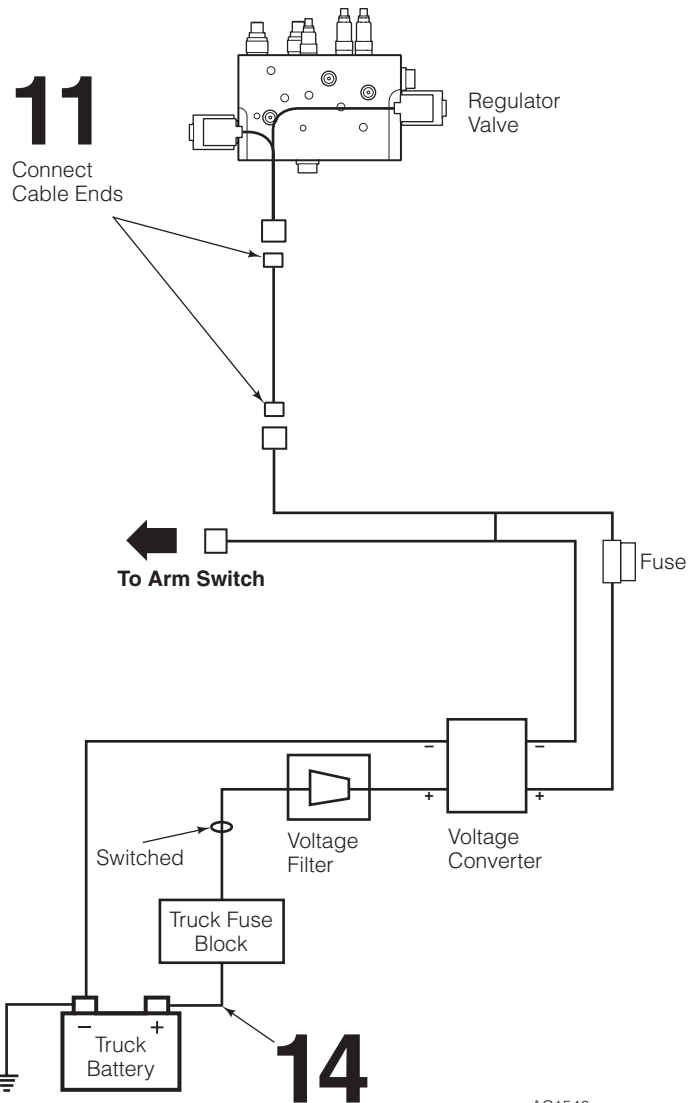 11
Connect
Cable Ends
Regulator
Valve
To Arm Switch
Fuse
−
−
+
+
Switched
Voltage
Filter
Voltage
Converter
Truck Fuse
Block
−
+
Truck
Battery
14